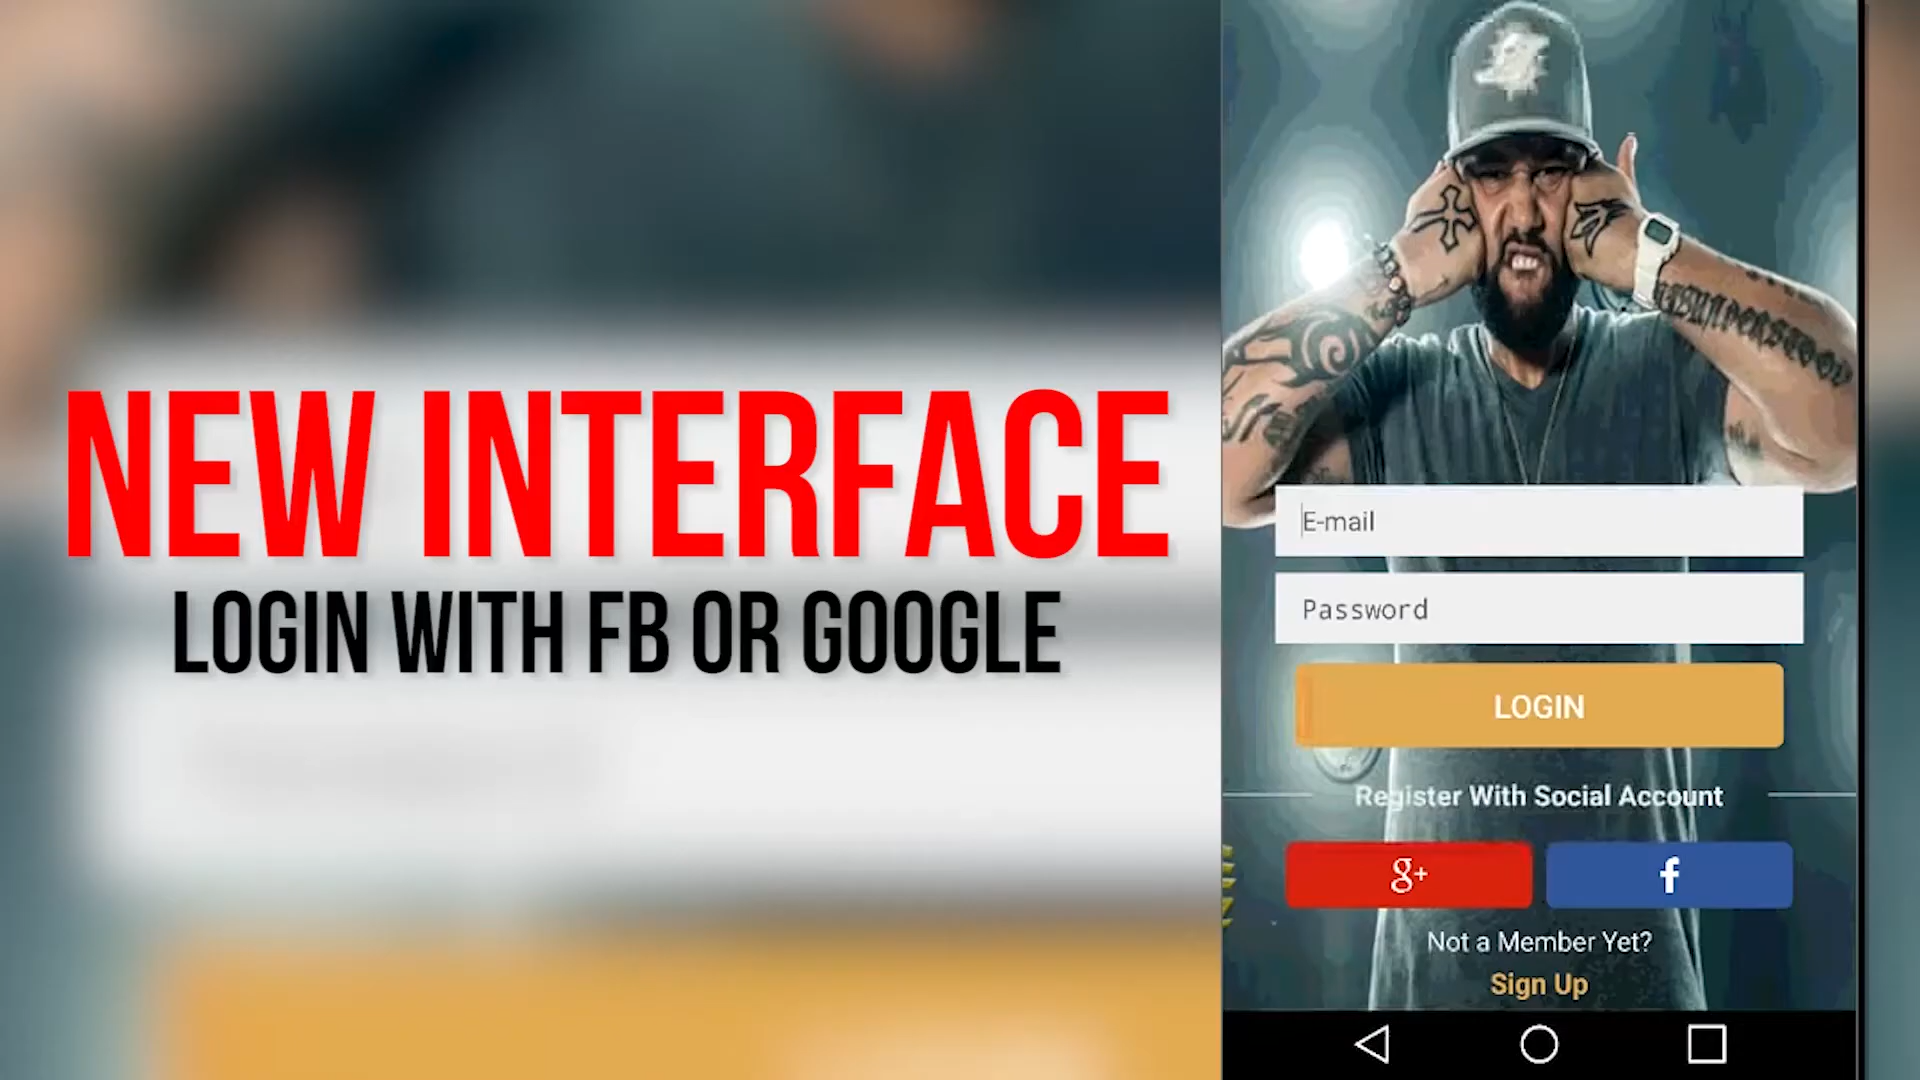 NEW INTERFACE
LOGIN WITH FB OR GOOGLE
E-mail
Password
LOGIN
Register With Social Account
g+
f
Not a Member Yet?
Sign Up